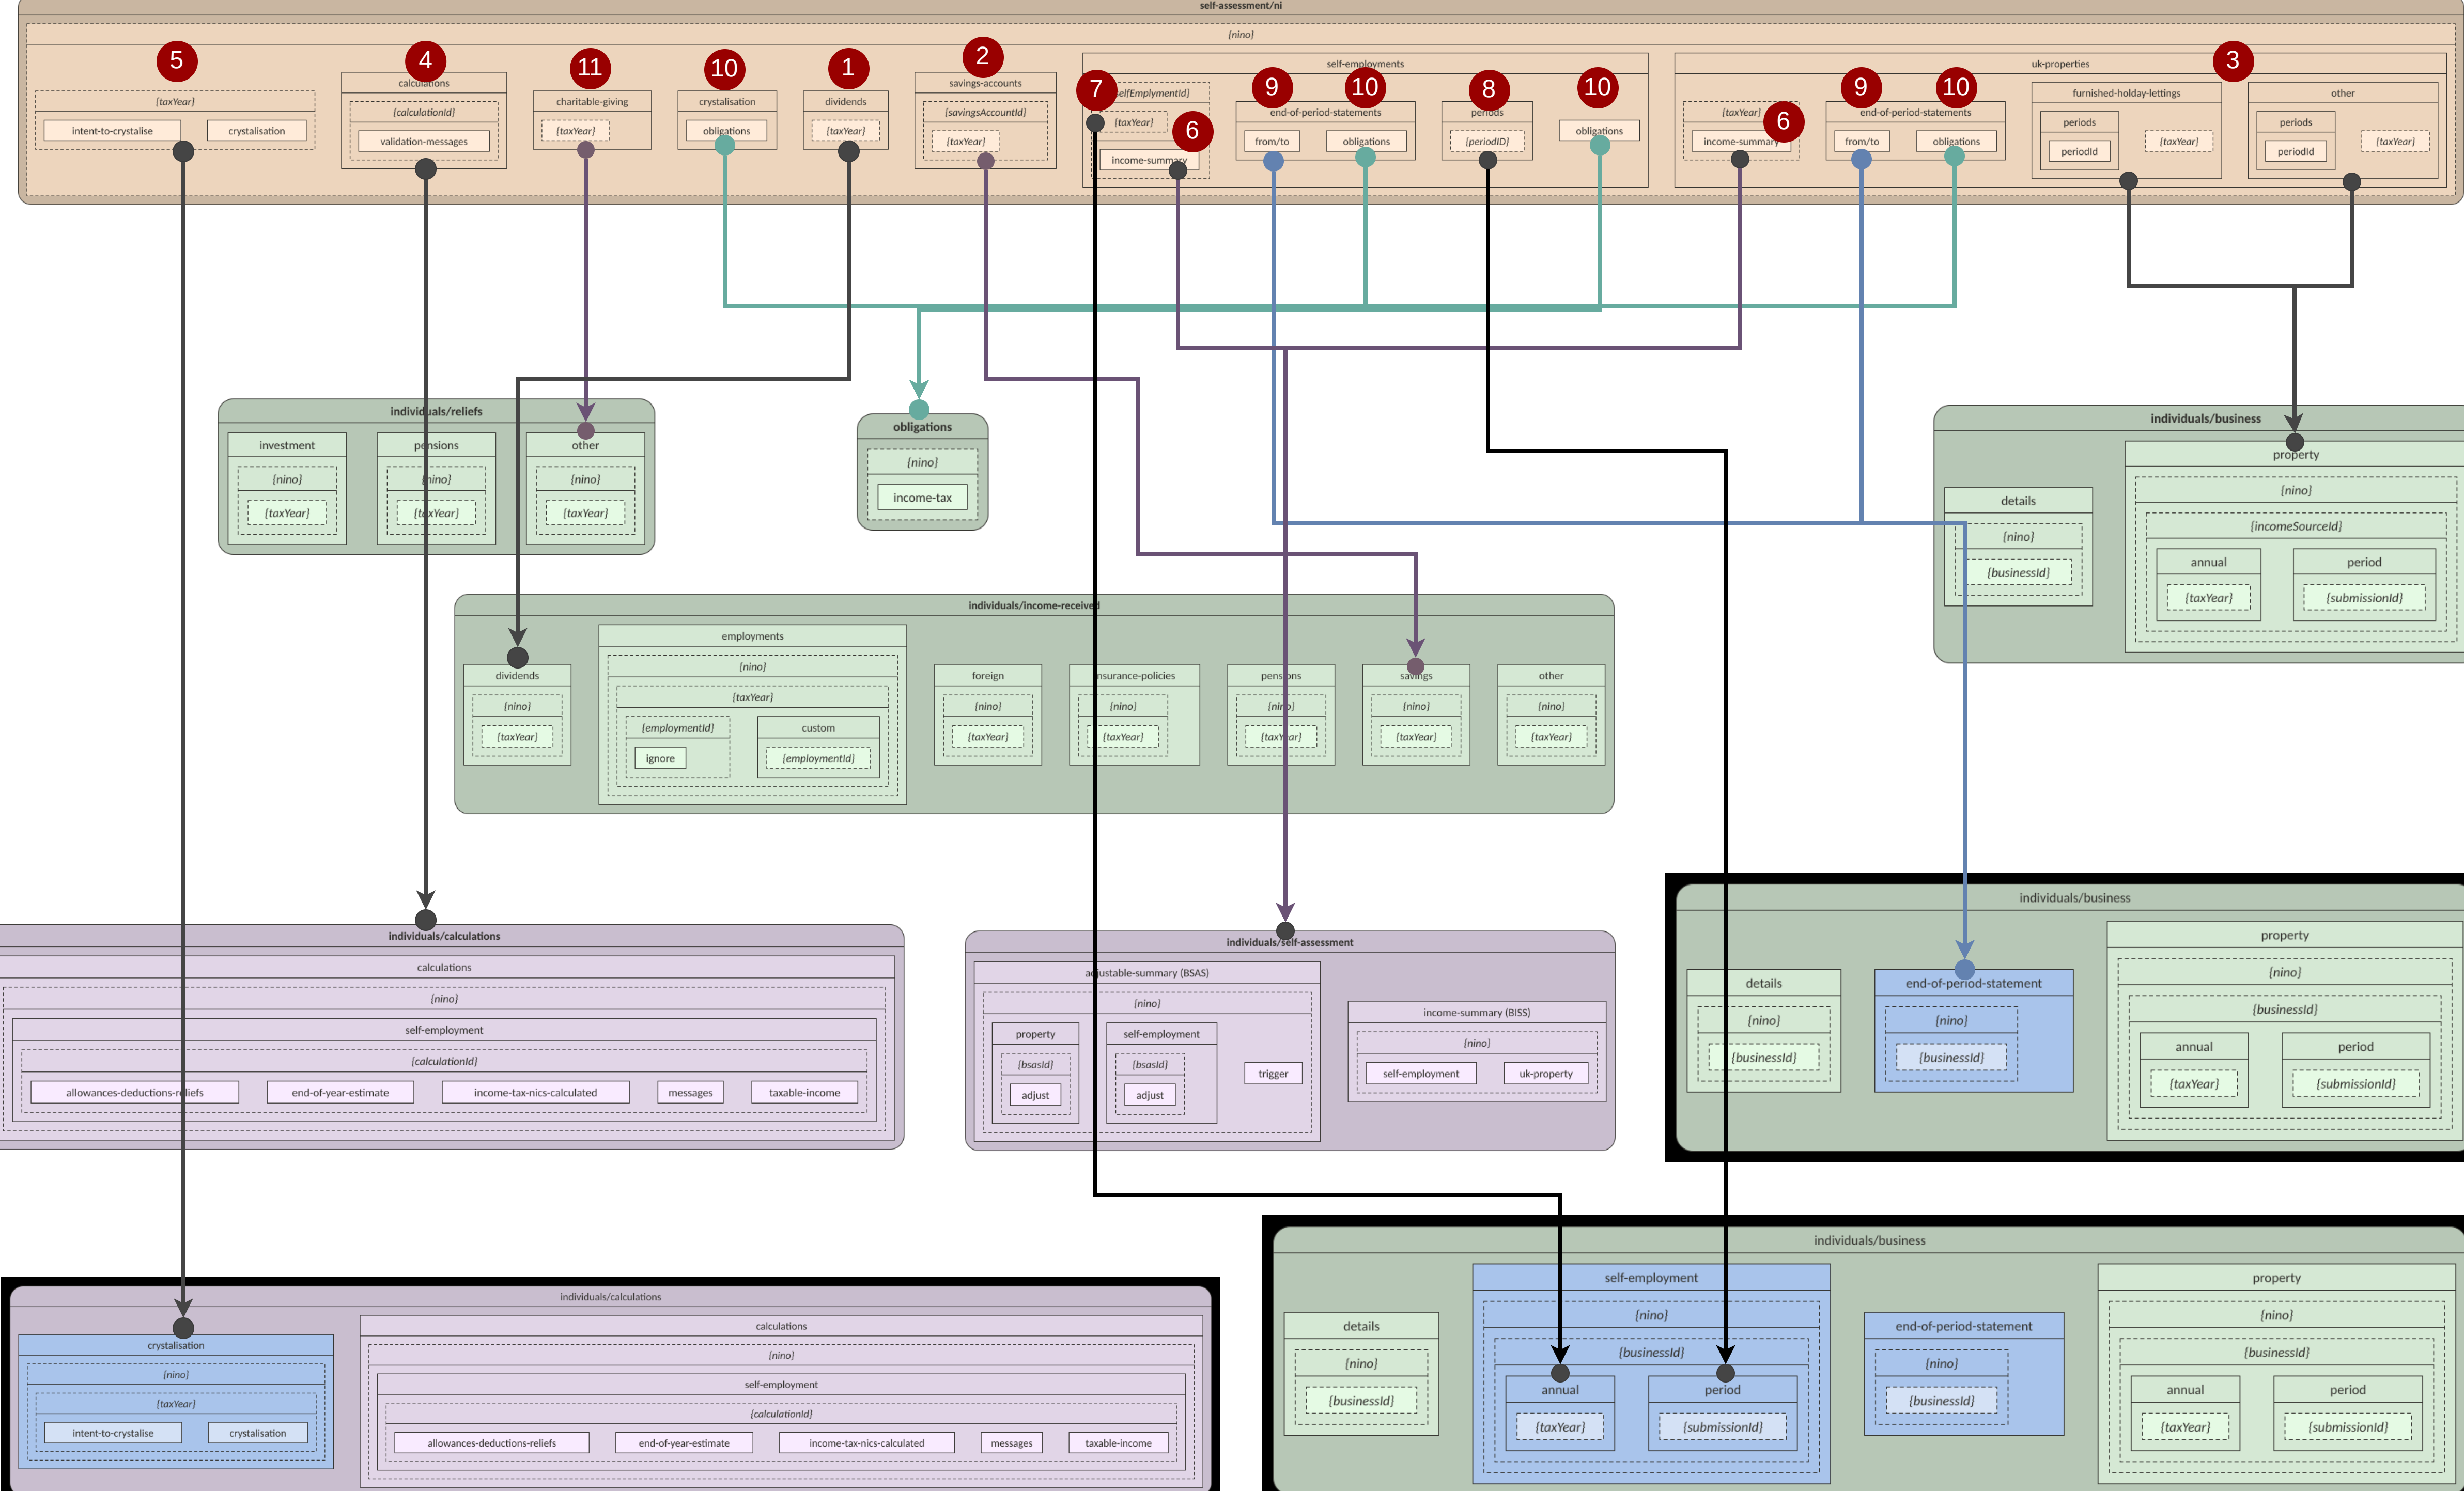 self-assessment/ni
{nino}
5
{taxYear}
intent-to-crystalise
crystalisation
4
calculations
{calculationId}
validation-messages
11
charitable-giving
{taxYear}
10
crystalisation
obligations
1
dividends
{taxYear}
2
savings-accounts
{savingsAccountId}
{taxYear}
self-employments
7
selfEmplymentId}
{taxYear}
6
income-summary
9
10
end-of-period-statements
from/to
obligations
8
periods
{periodID}
10
obligations
uk-properties
3
{taxYear}
6
income-summary
9
10
end-of-period-statements
from/to
obligations
furnished-holday-lettings
periods
periodId
{taxYear}
other
periods
periodId
{taxYear}
individuals/reliefs
investment
{nino}
{taxYear}
pensions
{nino}
{taxYear}
other
{nino}
{taxYear}
obligations
{nino}
income-tax
individuals/business
details
{nino}
{businessId}
property
{nino}
{incomeSourceId}
annual
{taxYear}
period
{submissionId}
individuals/income-received
dividends
{nino}
{taxYear}
employments
{nino}
{taxYear}
{employmentId}
ignore
custom
{employmentId}
foreign
{nino}
{taxYear}
insurance-policies
{nino}
{taxYear}
pensions
{nino}
{taxYear}
savings
{nino}
{taxYear}
other
{nino}
{taxYear}
individuals/calculations
calculations
{nino}
self-employment
{calculationId}
allowances-deductions-reliefs
end-of-year-estimate
income-tax-nics-calculated
messages
taxable-income
individuals/self-assessment
adjustable-summary (BSAS)
{nino}
property
{bsasId}
adjust
self-employment
{bsasId}
adjust
trigger
income-summary (BISS)
{nino}
self-employment
uk-property
individuals/business
details
{nino}
{businessId}
end-of-period-statement
{nino}
{businessId}
property
{nino}
{businessId}
annual
{taxYear}
period
{submissionId}
individuals/calculations
crystalisation
{nino}
{taxYear}
intent-to-crystalise
crystalisation
calculations
{nino}
self-employment
{calculationId}
allowances-deductions-reliefs
end-of-year-estimate
income-tax-nics-calculated
messages
taxable-income
individuals/business
details
{nino}
{businessId}
self-employment
{nino}
{businessId}
annual
{taxYear}
period
{submissionId}
end-of-period-statement
{nino}
{businessId}
property
{nino}
{businessId}
annual
{taxYear}
period
{submissionId}